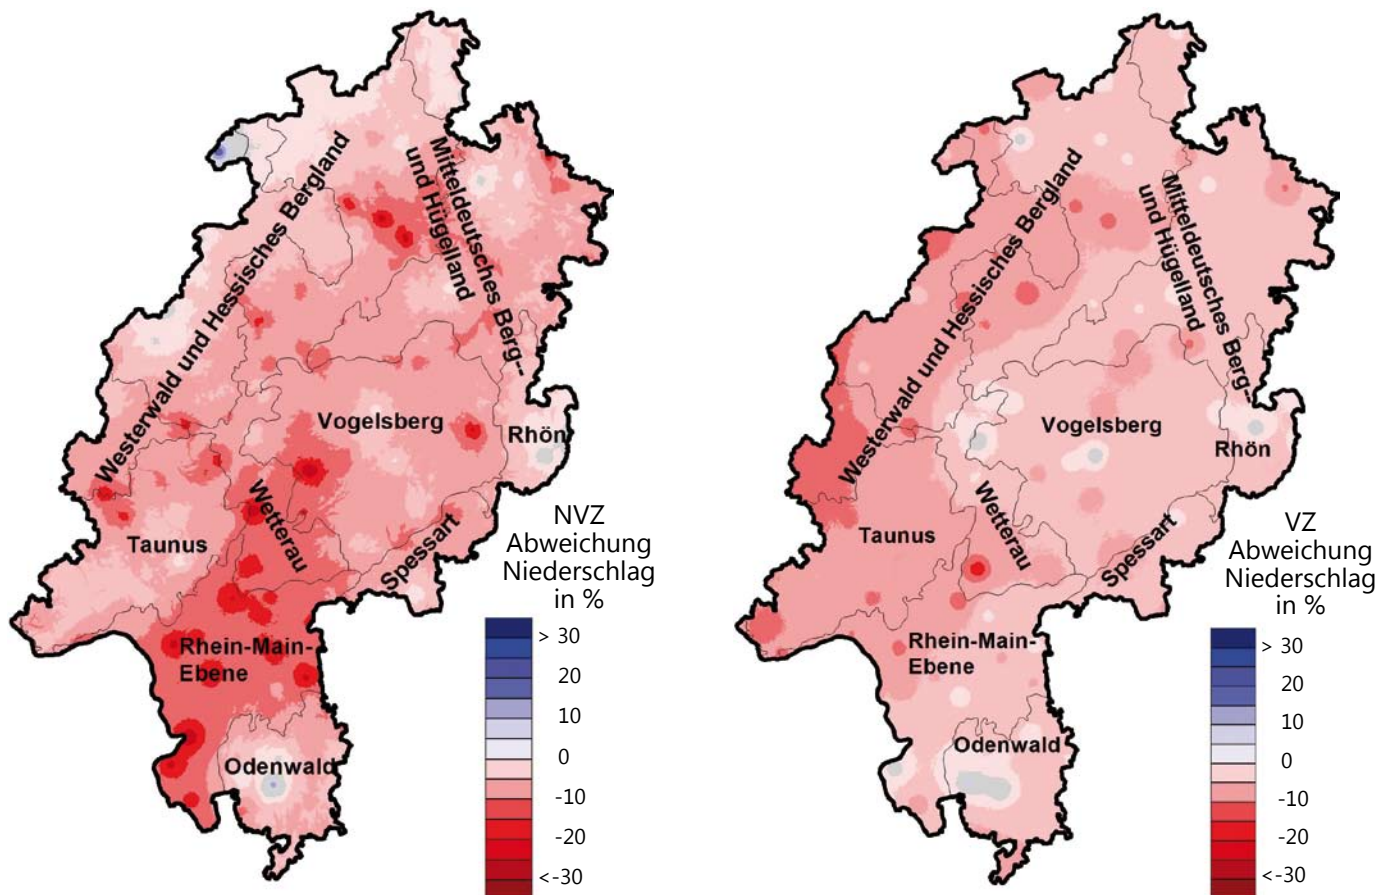 Westerwald und Hessisches Bergland
Mitteldeutsches Berg--
und Hügelland
Vogelsberg
Rhön
Wetterau
Taunus
Spessart
Rhein-Main-
Ebene
Odenwald
NVZ
Abweichung
Niederschlag
in %
> 30
20
10
0
-10
-20
<-30
Westerwald und Hessisches Bergland
Mitteldeutsches Berg--
und Hügelland
Vogelsberg
Rhön
Wetterau
Taunus
Spessart
Rhein-Main-
Ebene
Odenwald
VZ
Abweichung
Niederschlag
in %
> 30
20
10
0
-10
-20
<-30